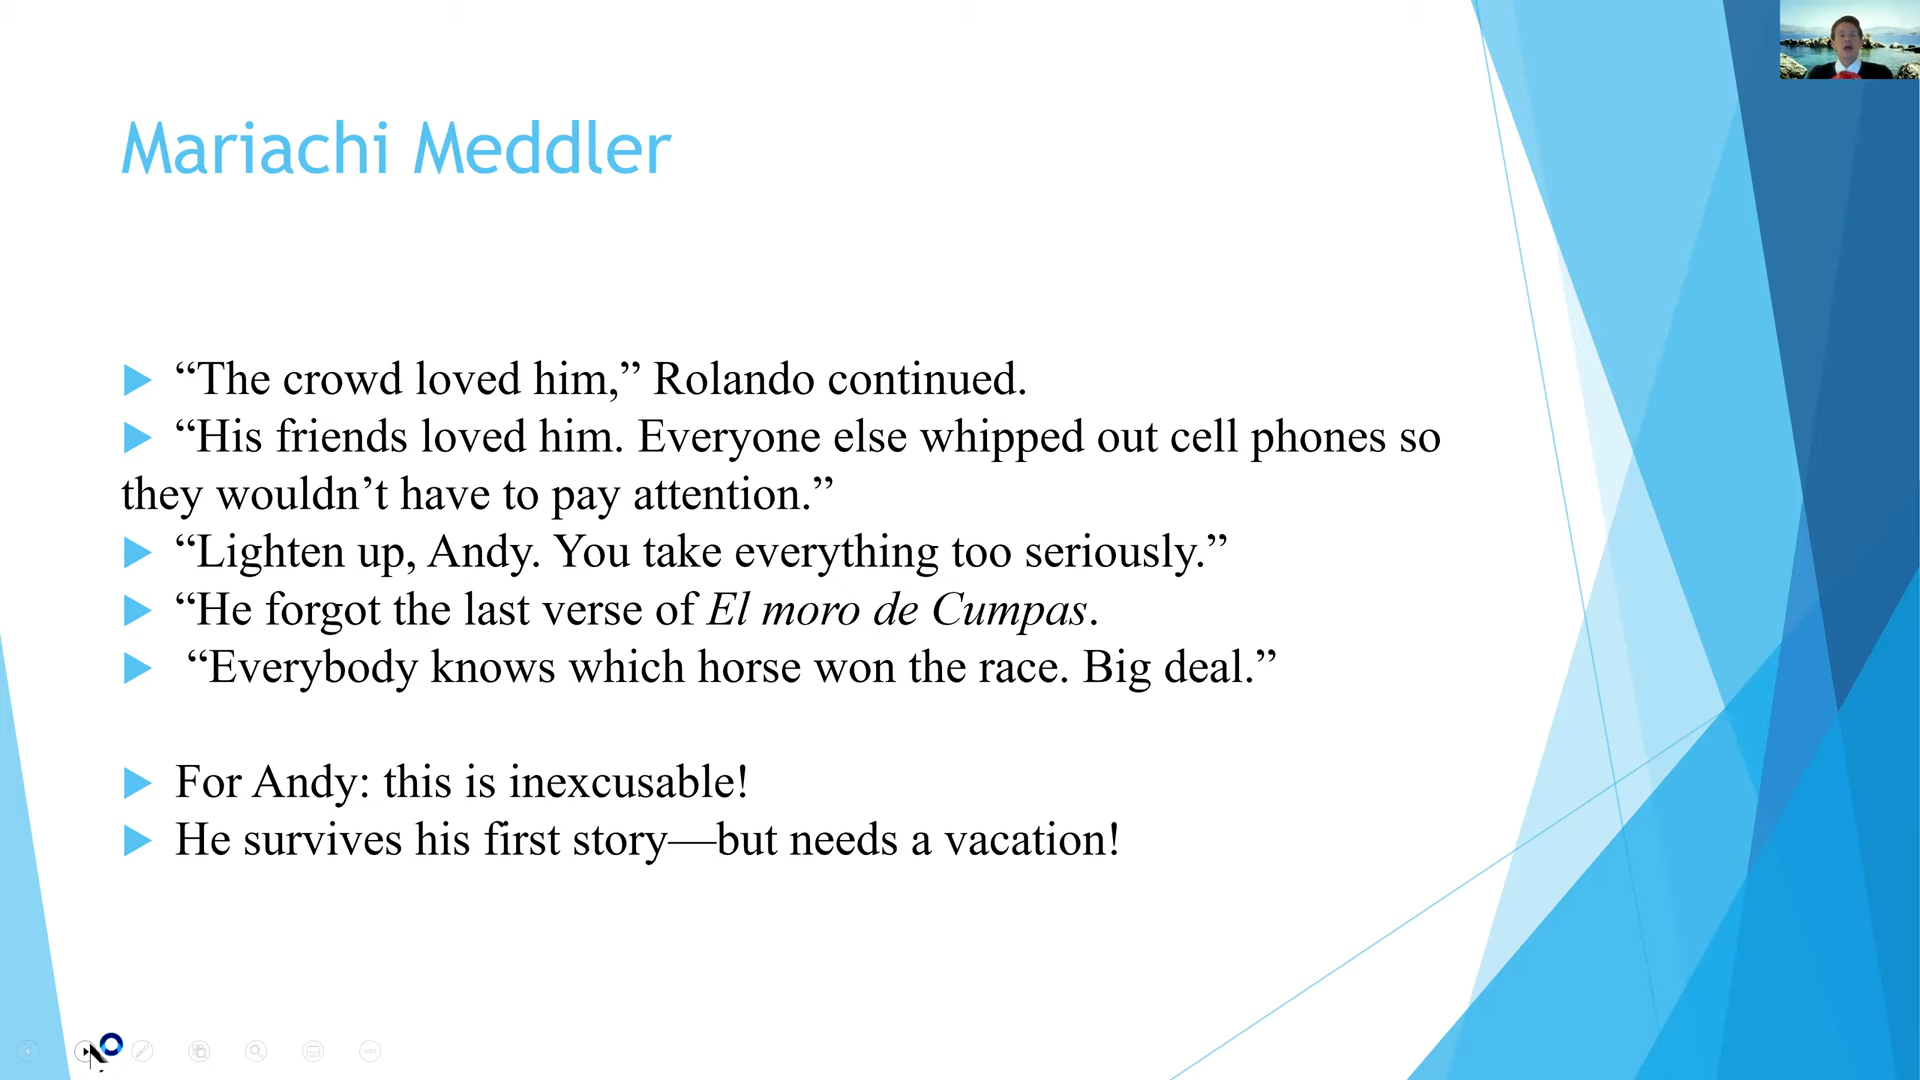 Mariachi Meddler
“The crowd loved him,” Rolando continued.
“His friends loved him. Everyone else whipped out cell phones so
they wouldn’t have to pay attention.”
“Lighten up, Andy. You take everything too seriously.”
“He forgot the last verse of El moro de Cumpas.
“Everybody knows which horse won the race. Big deal.”
For Andy: this is inexcusable!
He survives his first story—but needs a vacation!